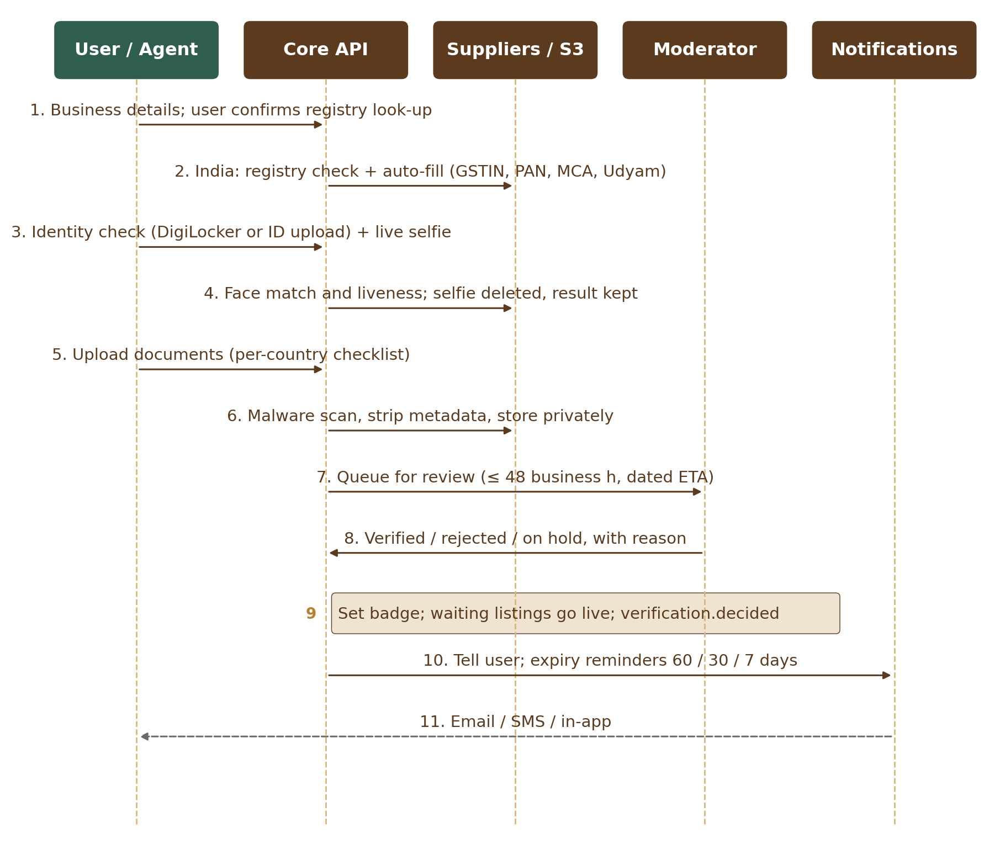 User / Agent
Core API
Suppliers / S3
Moderator
Notifications
1. Business details; user confirms registry look-up
2. India: registry check + auto-fill (GSTIN, PAN, MCA, Udyam)
3. Identity check (DigiLocker or ID upload) + live selfie
4. Face match and liveness; selfie deleted, result kept
5. Upload documents (per-country checklist)
6. Malware scan, strip metadata, store privately
7. Queue for review (≤ 48 business h, dated ETA)
8. Verified / rejected / on hold, with reason
9 Set badge; waiting listings go live; verification.decided
10. Tell user; expiry reminders 60 / 30 / 7 days
11. Email / SMS / in-app